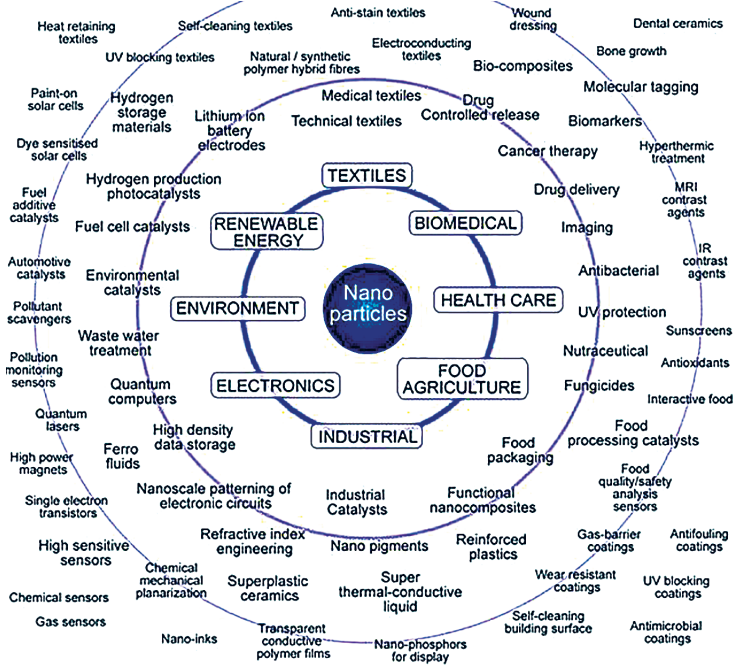 Anti-stain textiles
Wound
dressing
Dental ceramics
Heat retaining
textiles
Self-cleaning textiles
Electroconducting
textiles
Bone growth
UV blocking textiles
Natural / synthetic
polymer hybrid fibres
Bio-composites
Molecular tagging
Paint-on
solar cells
Hydrogen
storage
materials
Medical textiles
Drug
Controlled release
Lithium ion
battery
electrodes
Technical textiles
Biomarkers
Dye sensitised
solar cells
Cancer therapy
Hyperthermic
treatment
Hydrogen production
photocatalysts
TEXTILES
Drug delivery
Fuel
additive
catalysts
MRI
contrast
agents
Fuel cell catalysts
RENEWABLE
ENERGY
BIOMEDICAL
Imaging
IR
contrast
agents
Automotive
catalysts
Environmental
catalysts
Antibacterial
Nano
particles
Pollutant
scavengers
ENVIRONMENT
HEALTH CARE
UV protection
Sunscreens
Waste water
treatment
Nutraceutical
Antioxidants
Pollution
monitoring
sensors
Quantum
computers
ELECTRONICS
FOOD
AGRICULTURE
Fungicides
Interactive food
Quantum
lasers
High density
data storage
INDUSTRIAL
Food
processing catalysts
High power
magnets
Ferro
fluids
Food
packaging
Food
quality/safety
analysis
sensors
Single electron
transistors
Nanoscale patterning of
electronic circuits
Industrial
Catalysts
Functional
nanocomposites
High sensitive
sensors
Refractive index
engineering
Nano pigments
Reinforced
plastics
Gas-barrier
coatings
Antifouling
coatings
Chemical
mechanical
planarization
Superplastic
ceramics
Super
thermal-conductive
liquid
Wear resistant
coatings
UV blocking
coatings
Chemical sensors
Gas sensors
Nano-inks
Transparent
conductive
polymer films
Nano-phosphors
for display
Self-cleaning
building surface
Antimicrobial
coatings